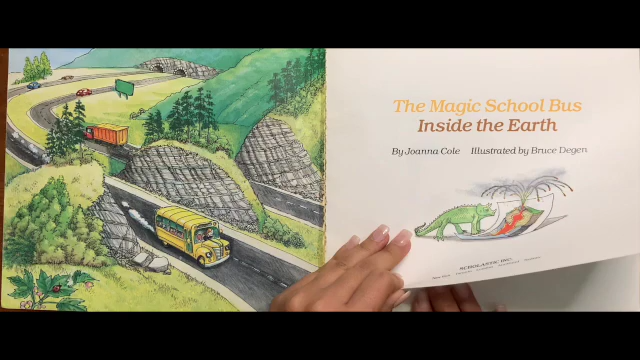 The Magic School Bus
Inside the Earth
By Joanna Cole Illustrated by Bruce Degen
SCHOLASTIC INC.